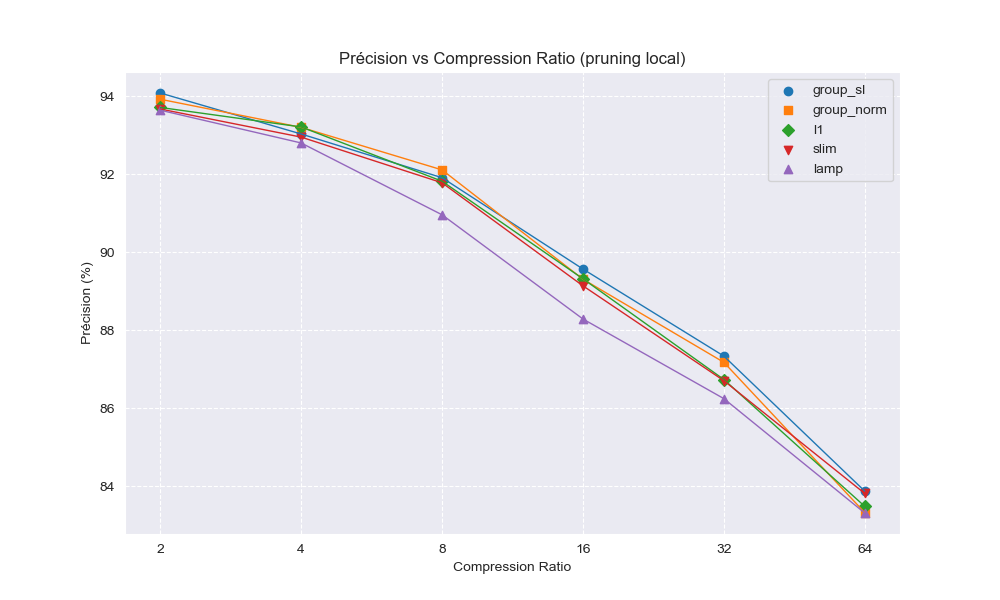 Précision vs Compression Ratio (pruning local)
group_sl
group_norm
l1
slim
lamp
Précision (%)
94
92
90
88
86
84
2 4 8 16 32 64
Compression Ratio